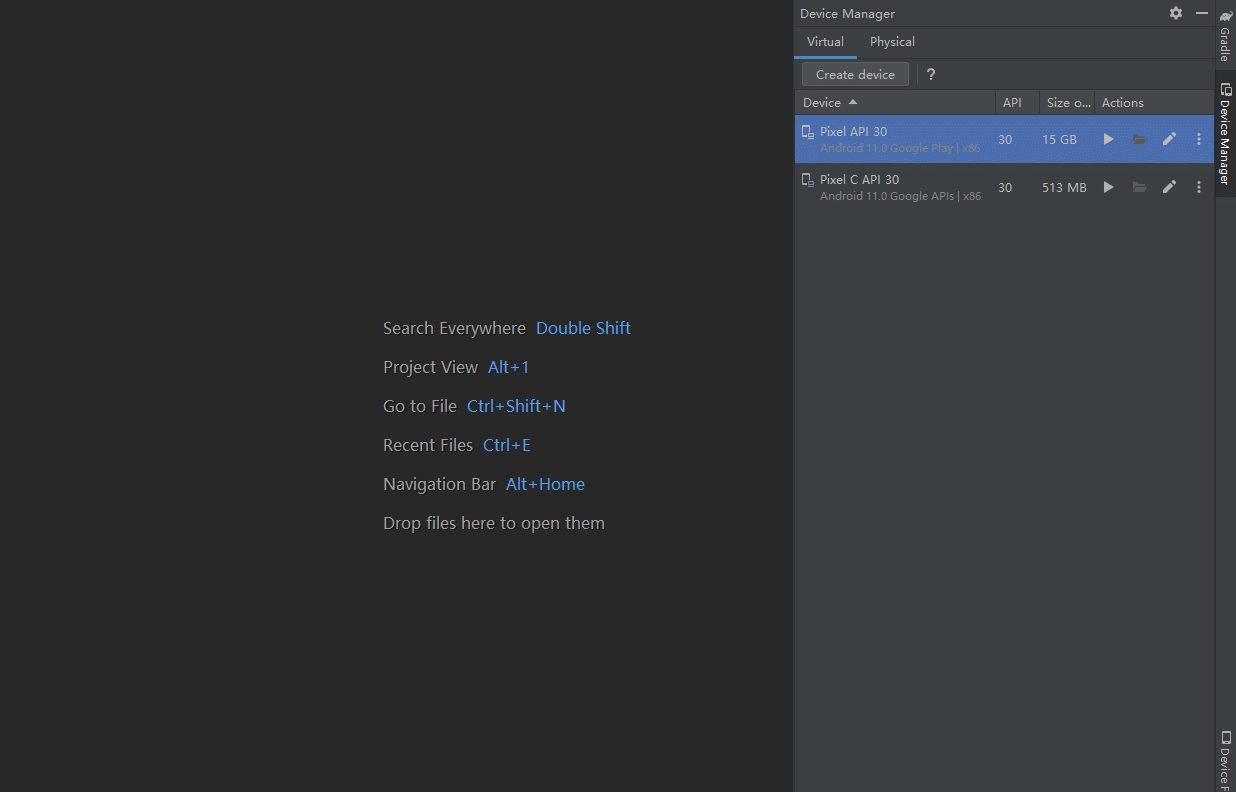 Device Manager
Virtual Physical
Create device ?
Device API Size o... Actions
Pixel API 30
Android 11.0 Google Play | x86
30 15 GB
Pixel C API 30
Android 11.0 Google APIs | x86
30 513 MB
Search Everywhere Double Shift
Project View Alt+1
Go to File Ctrl+Shift+N
Recent Files Ctrl+E
Navigation Bar Alt+Home
Drop files here to open them
Gradle
Device Manager
Device F